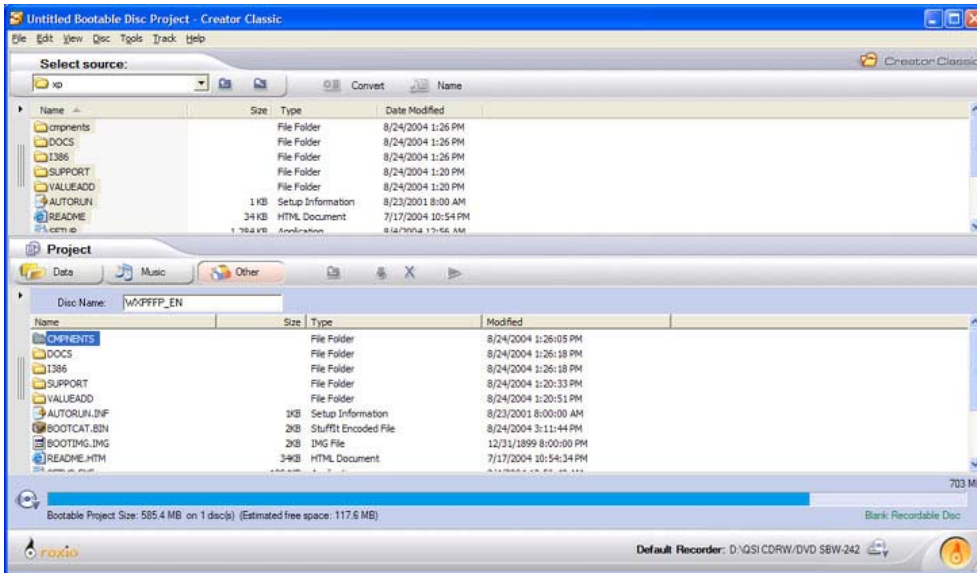 Untitled Bootable Disc Project - Creator Classic
File Edit View Disc Tools Track Help
Select source: Creator Classic
xp Convert Name
Name Size Type Date Modified
cmpnents File Folder 8/24/2004 1:26 PM
DOCS File Folder 8/24/2004 1:26 PM
I386 File Folder 8/24/2004 1:26 PM
SUPPORT File Folder 8/24/2004 1:20 PM
VALUEADD File Folder 8/24/2004 1:20 PM
AUTORUN 1 KB Setup Information 8/23/2001 8:00 AM
README 34 KB HTML Document 7/17/2004 10:54 PM
SETUP 1,784 KB Application 8/4/2004 12:56 AM
Project
Data Music Other
Disc Name: WXPFFP_EN
Name Size Type Modified
CMPNENTS File Folder 8/24/2004 1:26:05 PM
DOCS File Folder 8/24/2004 1:26:18 PM
I386 File Folder 8/24/2004 1:26:18 PM
SUPPORT File Folder 8/24/2004 1:20:33 PM
VALUEADD File Folder 8/24/2004 1:20:51 PM
AUTORUN.INF 1KB Setup Information 8/23/2001 8:00:00 AM
BOOTCAT.BIN 2KB StuffIt Encoded File 8/24/2004 3:11:44 PM
BOOTIMG.IMG 2KB IMG File 12/31/1899 8:00:00 PM
README.HTM 34KB HTML Document 7/17/2004 10:54:34 PM
703 M
Bootable Project Size: 585.4 MB on 1 disc(s) (Estimated free space: 117.6 MB) Blank Recordable Disc
roxio Default Recorder: D:\QSI CDRW/DVD SBW-242